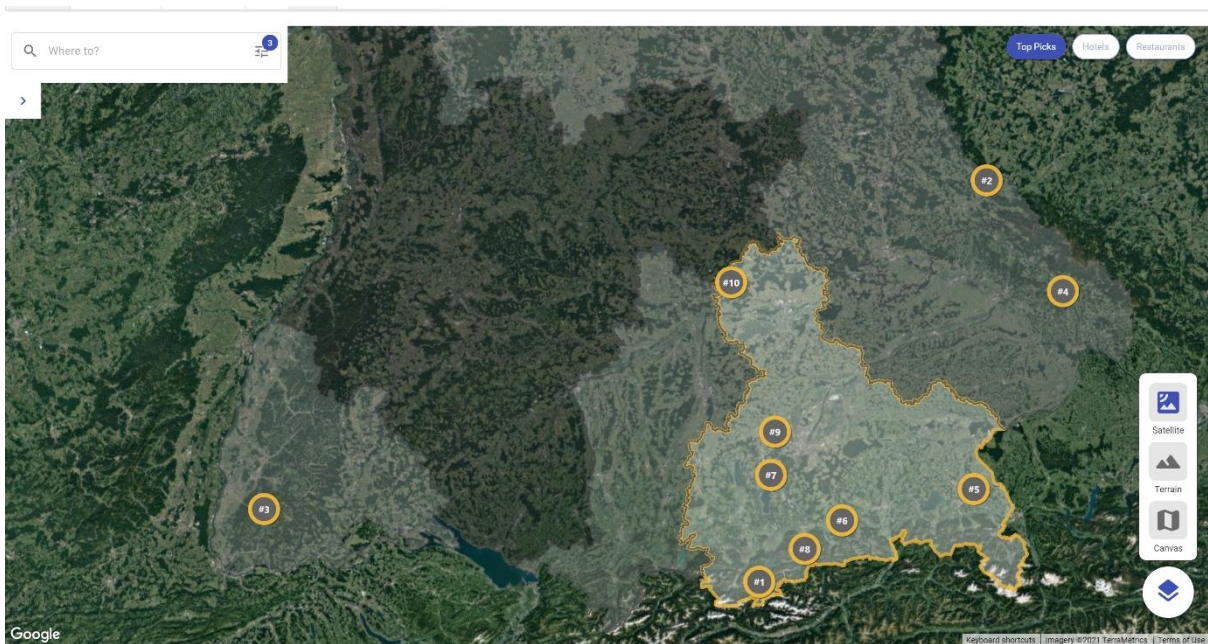 Where to?
3
Top Picks
Hotels
Restaurants
#2
#10
#4
#9
#7
#5
#3
#6
#8
#1
Satellite
Terrain
Canvas
Google
Keyboard shortcuts
Imagery ©2021 TerraMetrics
Terms of Use